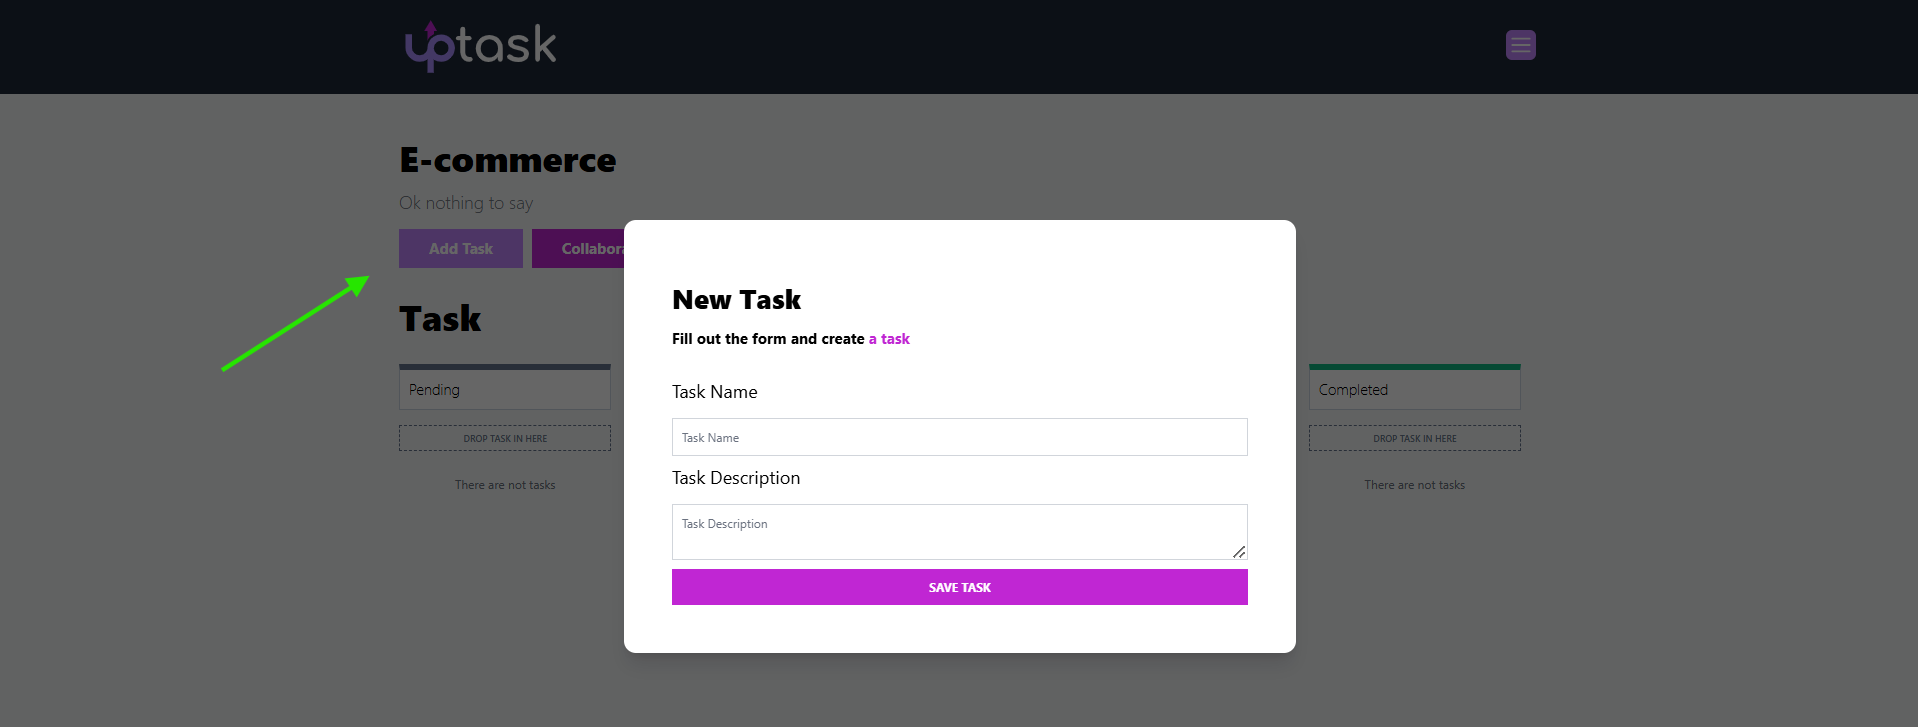 uptask
E-commerce
Ok nothing to say
Add Task
New Task
Fill out the form and create a task
Task
Pending
Task Name
Completed
DROP TASK IN HERE
Task Name
DROP TASK IN HERE
There are not tasks
Task Description
There are not tasks
Task Description
SAVE TASK